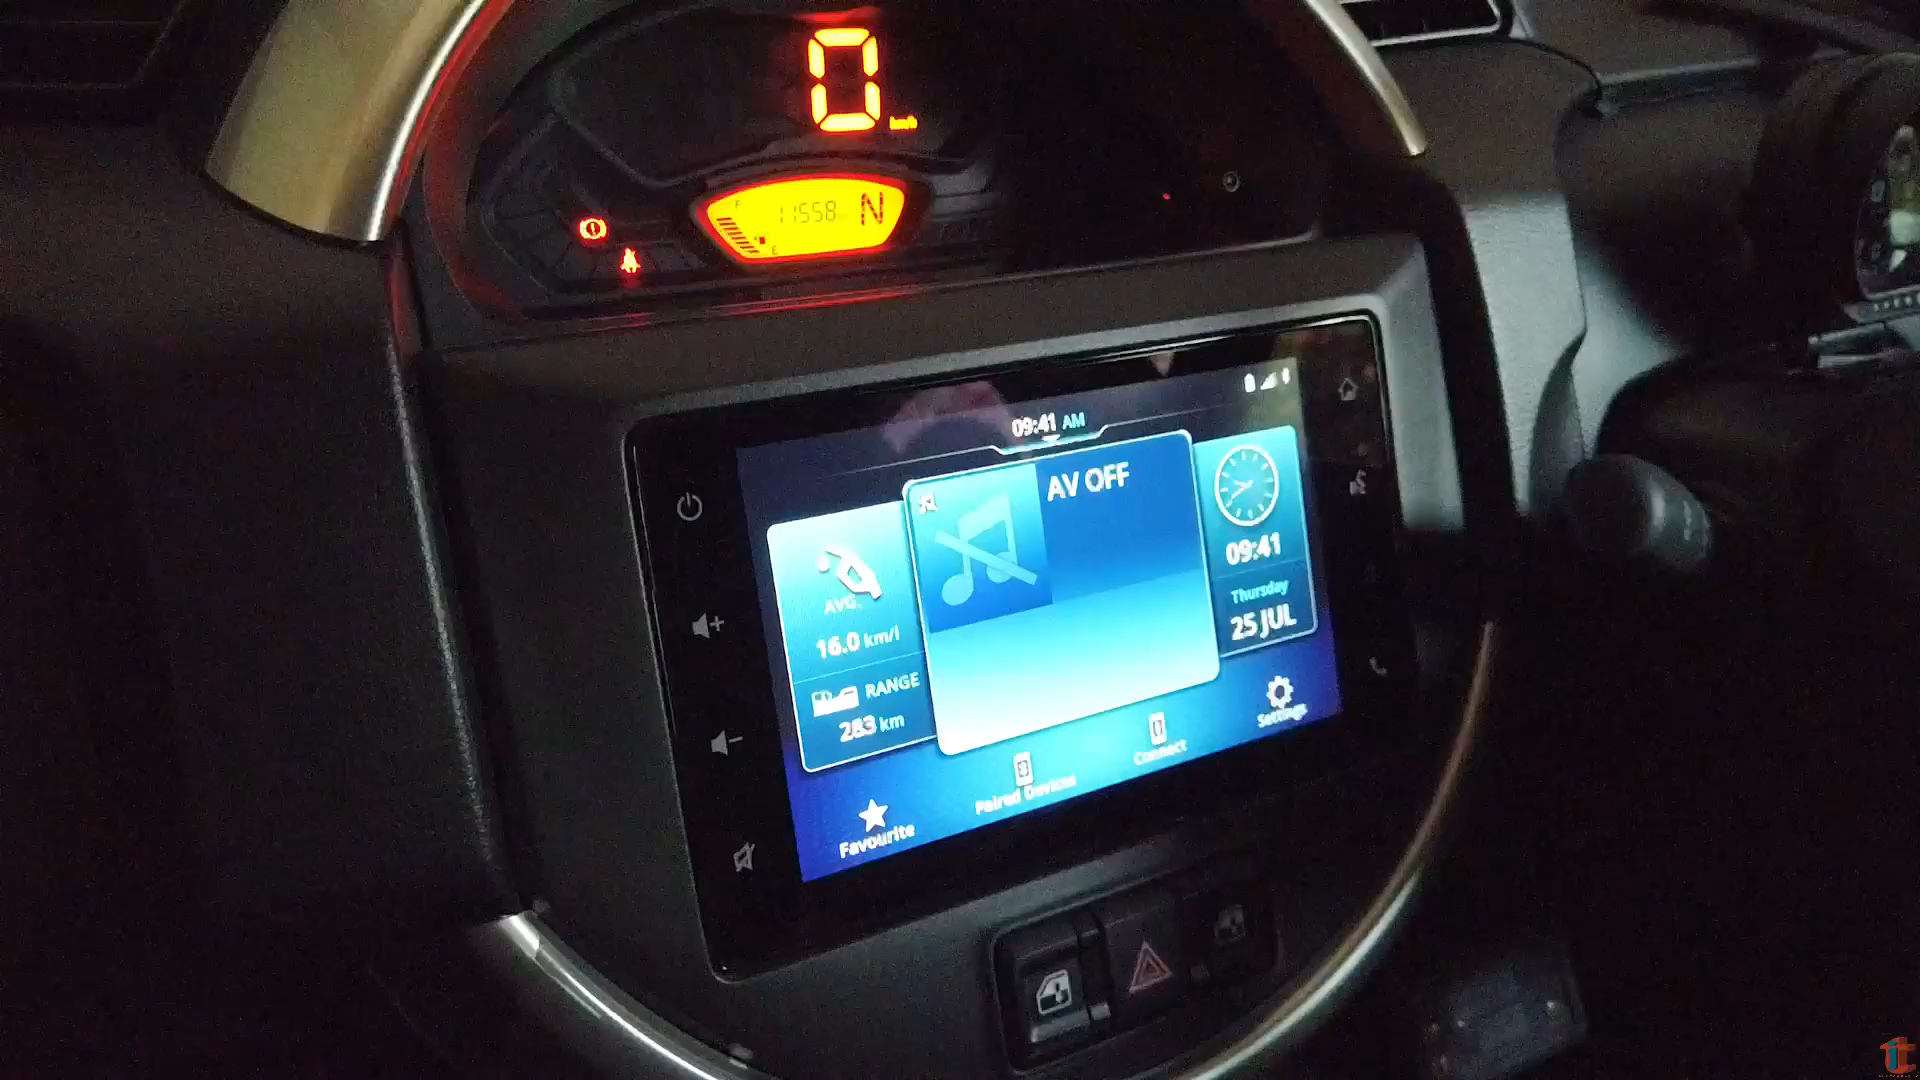 0
km/h
F
11558
N
E
09:41 AM
AV OFF
AVG.
16.0 km/l
RANGE
283 km
09:41
Thursday
25 JUL
Favourite
Paired Devices
Connect
Settings